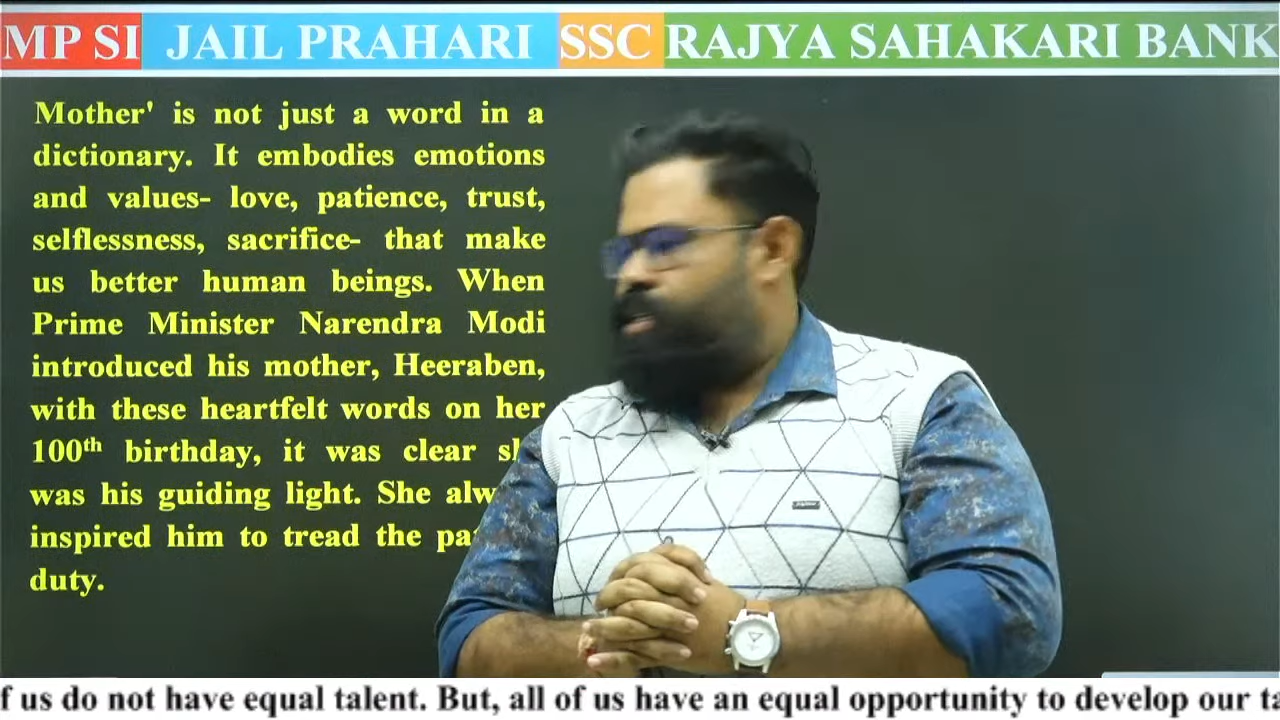 MP SI JAIL PRAHARI SSC RAJYA SAHAKARI BANK
Mother' is not just a word in a
dictionary. It embodies emotions
and values- love, patience, trust,
selflessness, sacrifice- that make
us better human beings. When
Prime Minister Narendra Modi
introduced his mother, Heeraben,
with these heartfelt words on her
100th birthday, it was clear
was his guiding light. She
inspired him to tread the
duty.
us do not have equal talent. But, all of us have an equal opportunity to develop our